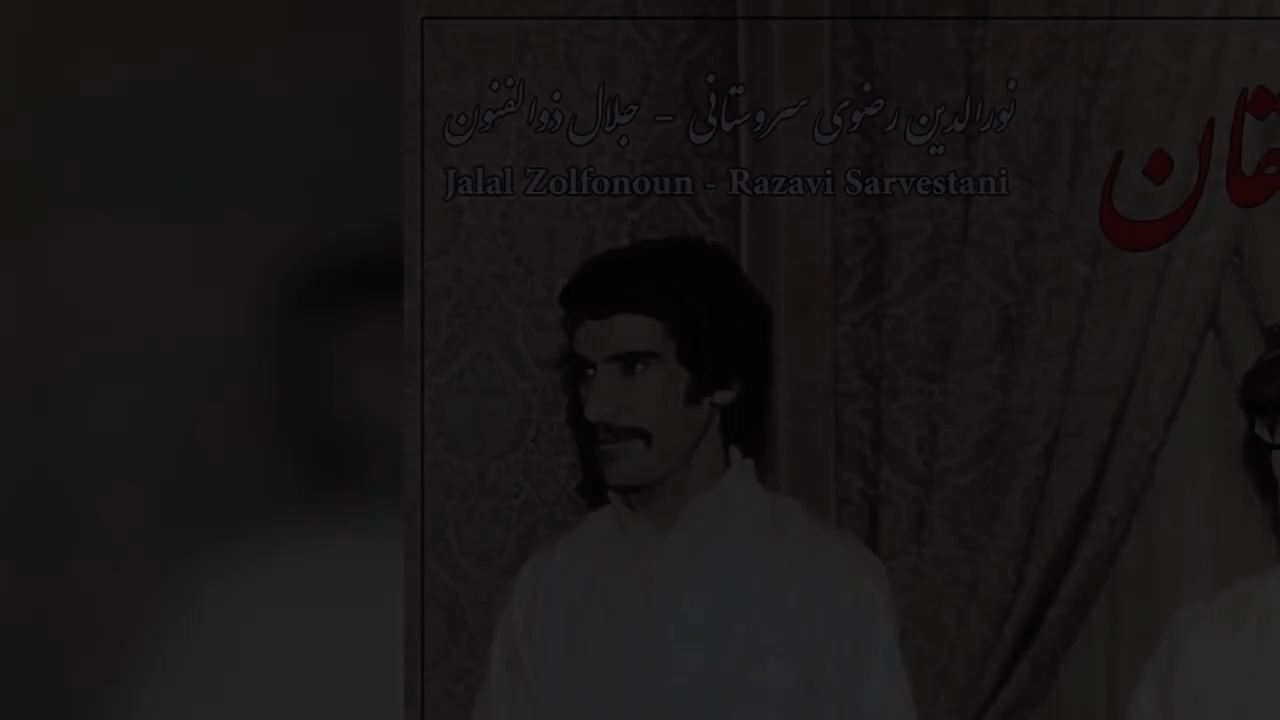 نورالدین رضوی سروستانی - جلال ذوالفنون
Jalal Zolfonoun - Razavi Sarvestani